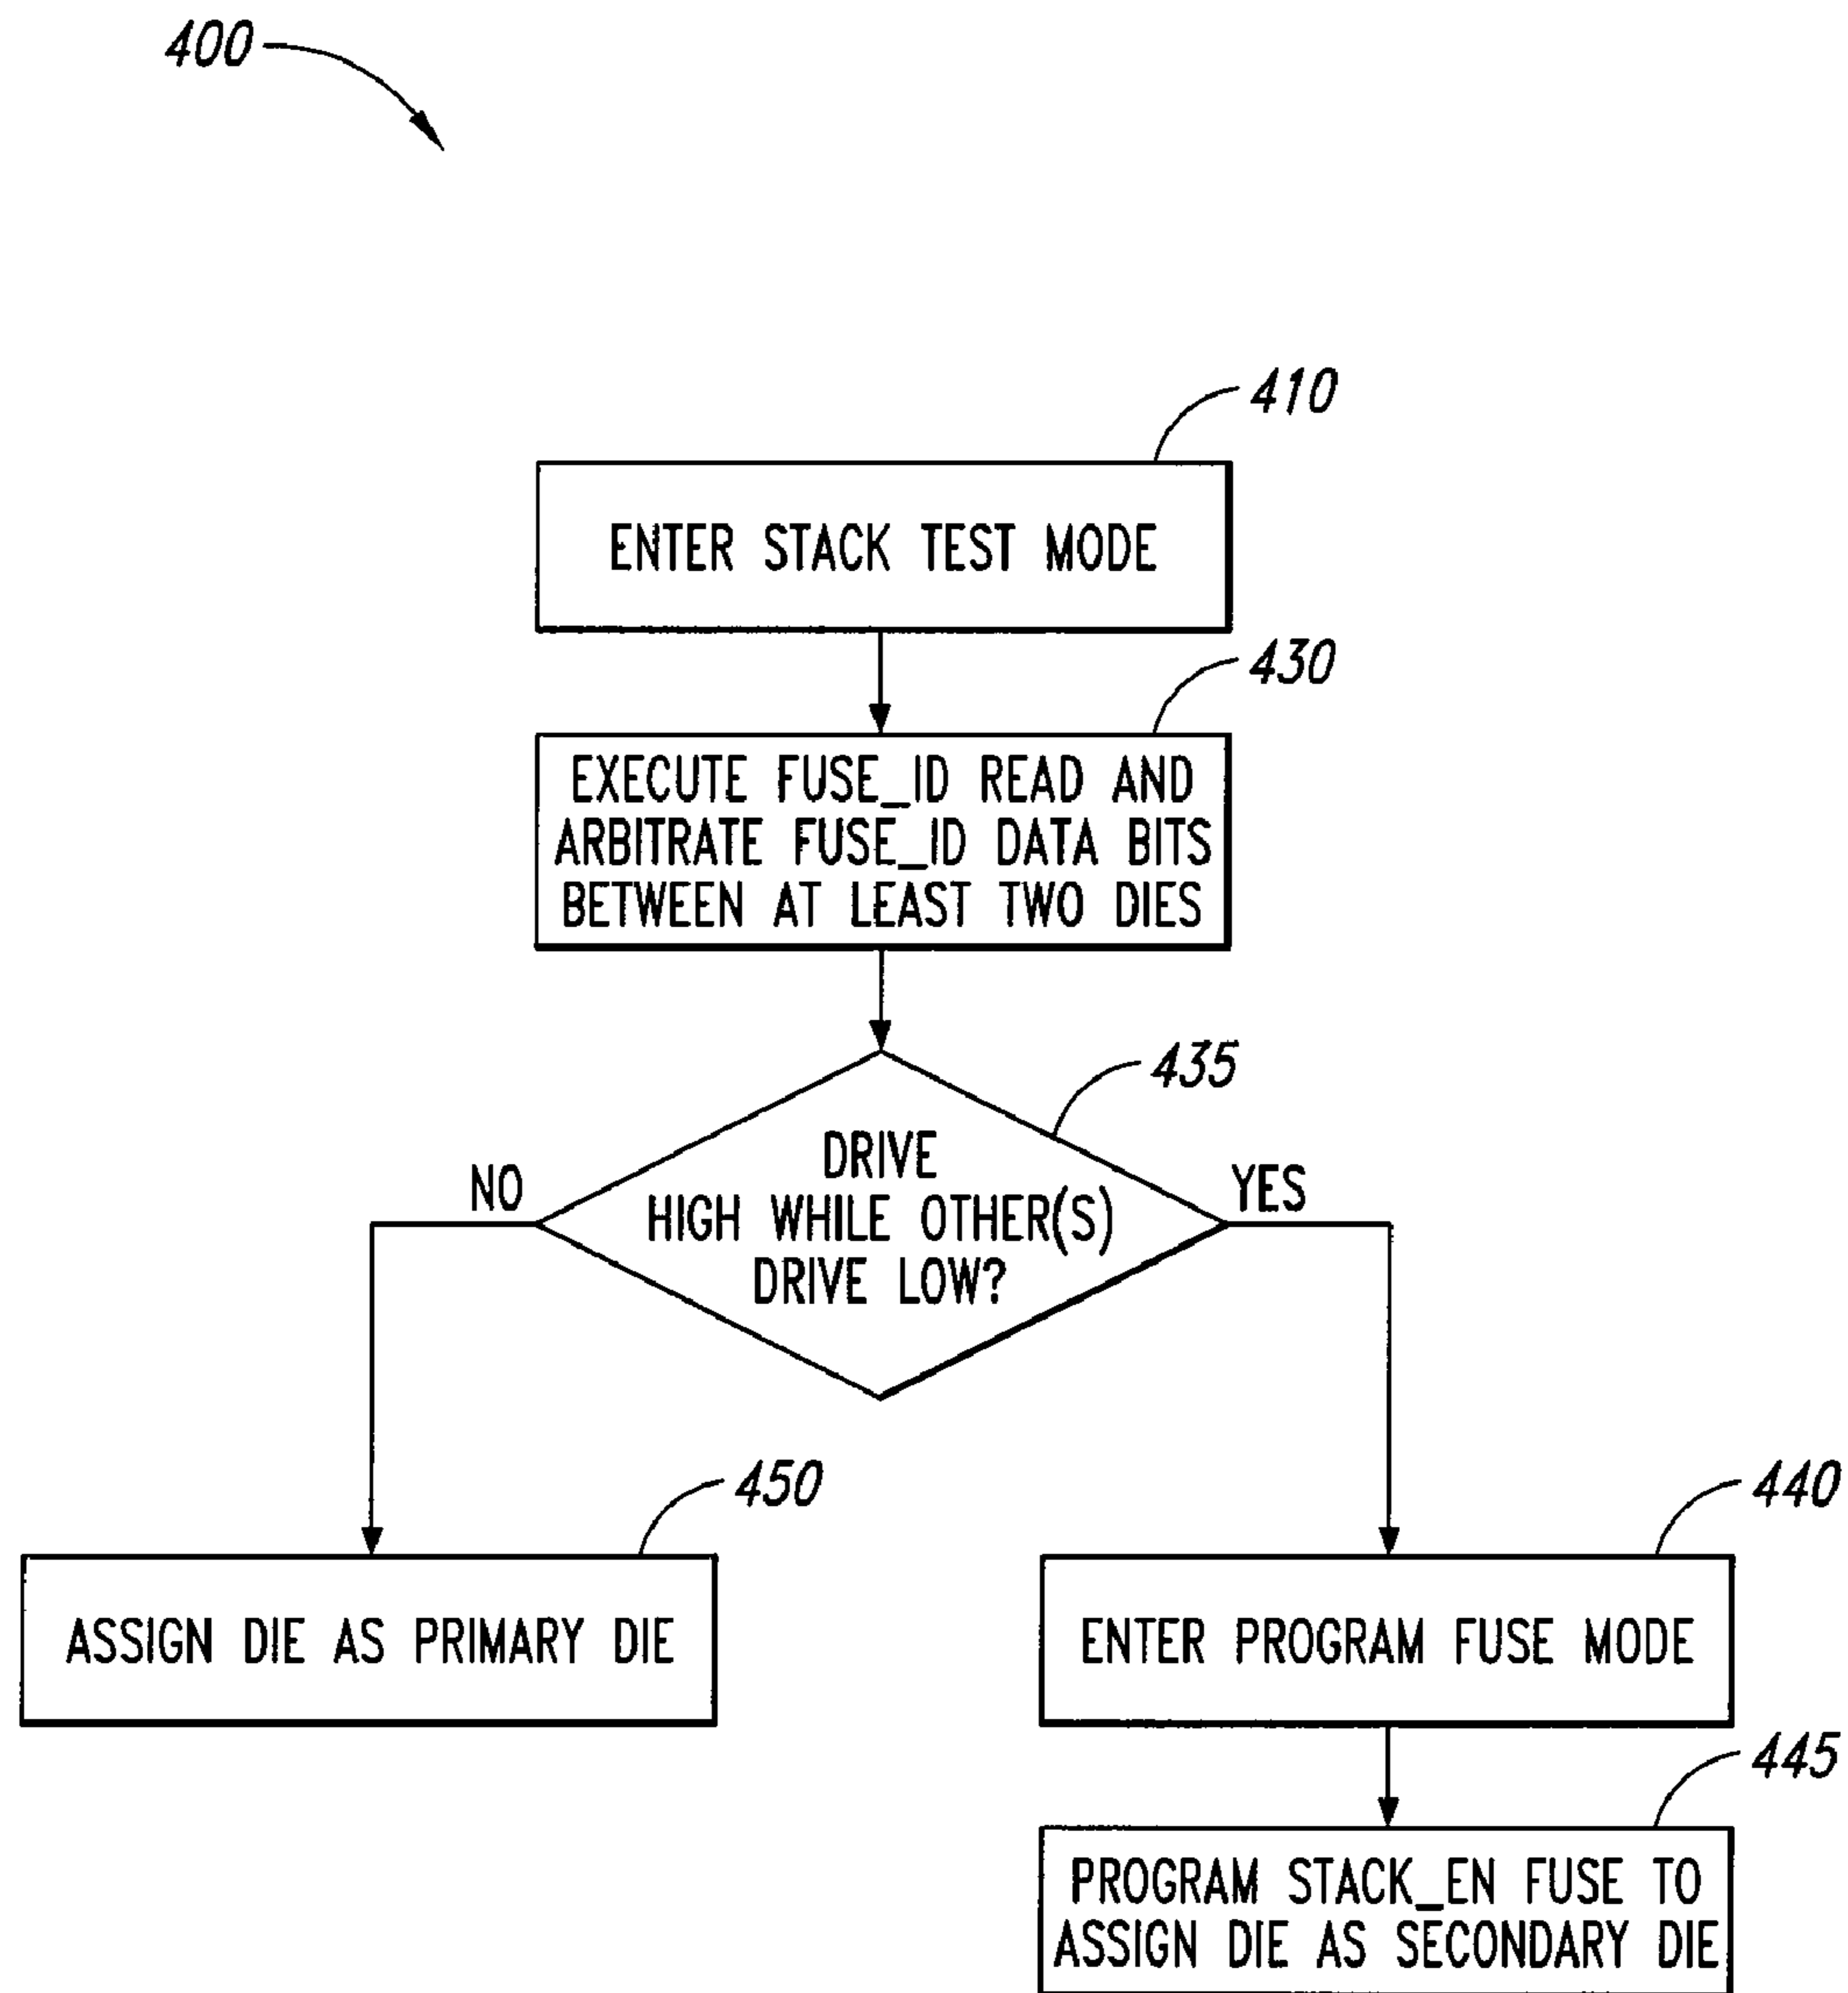 400
410
ENTER STACK TEST MODE
430
EXECUTE FUSE_ID READ AND
ARBITRATE FUSE_ID DATA BITS
BETWEEN AT LEAST TWO DIES
435
DRIVE
HIGH WHILE OTHER(S)
DRIVE LOW?
NO
YES
450
ASSIGN DIE AS PRIMARY DIE
440
ENTER PROGRAM FUSE MODE
445
PROGRAM STACK_EN FUSE TO
ASSIGN DIE AS SECONDARY DIE